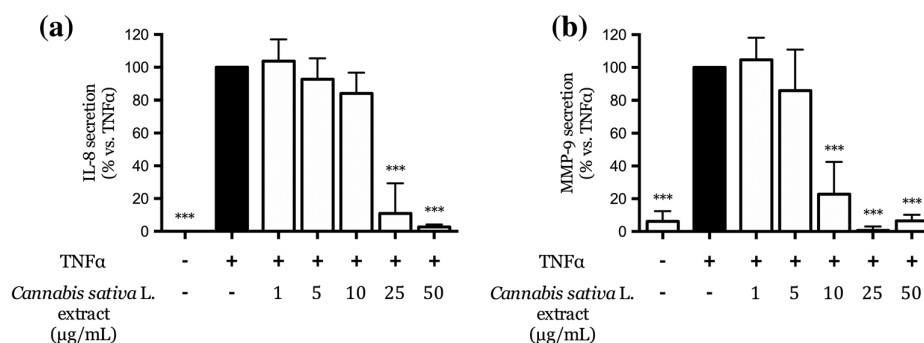 (a)
IL-8 secretion
(% vs. TNFα)
120
100
80
60
40
20
0
***
***
***
TNFα - + + + + + +
Cannabis sativa L. - - 1 5 10 25 50
extract
(µg/mL)
(b)
MMP-9 secretion
(% vs. TNFα)
120
100
80
60
40
20
0
***
***
***
***
TNFα - + + + + + +
Cannabis sativa L. - - 1 5 10 25 50
extract
(µg/mL)